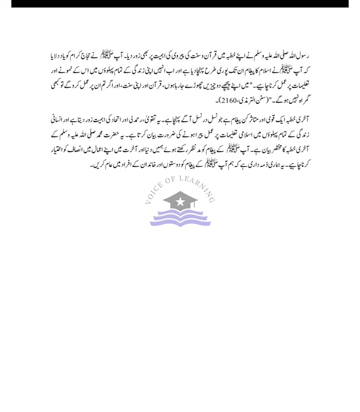 رسول اللہ صلی اللہ علیہ وسلم نے اپنے خطبہ میں قرآن و سنت کی پیروی کی اہمیت پر بھی زور دیا۔ آپ ﷺ نے حجاج کرام کو یاد دلایا
کہ آپ ﷺ نے اسلام کا پیغام ان تک پوری طرح پہنچا دیا ہے اور اب انہیں اپنی زندگی کے تمام پہلوؤں میں اس کے نمونے اور
تعلیمات پر عمل کرنا چاہیے۔ "میں اپنے پیچھے دو چیزیں چھوڑے جا رہا ہوں، قرآن اور اپنی سنت، اور اگر تم ان پر عمل کرو گے تو کبھی
گمراہ نہیں ہو گے۔" (سنن الترمذی، 2160)۔
آخری خطبہ ایک قوی اور متاثر کن پیغام ہے جو نسل در نسل آگے پہنچا ہے۔ یہ تقویٰ، رحمدلی اور اتحاد کی اہمیت زور دیتا ہے اور انسانی
زندگی کے تمام پہلوؤں میں اسلامی تعلیمات پر عمل پیرا ہونے کی ضرورت بیان کرتا ہے۔ یہ حضرت محمد صلی اللہ علیہ وسلم کے
آخری خطبہ کا مختصر بیان ہے۔ آپ ﷺ کے پیغام کو مد نظر رکھتے ہوئے ہمیں دنیا اور آخرت میں اپنے اعمال میں انصاف کو اختیار
کرنا چاہیے۔ یہ ہماری ذمہ داری ہے کہ ہم آپ ﷺ کے پیغام کو دوستوں اور خاندان کے افراد میں عام کریں۔
VOICE OF LEARNING